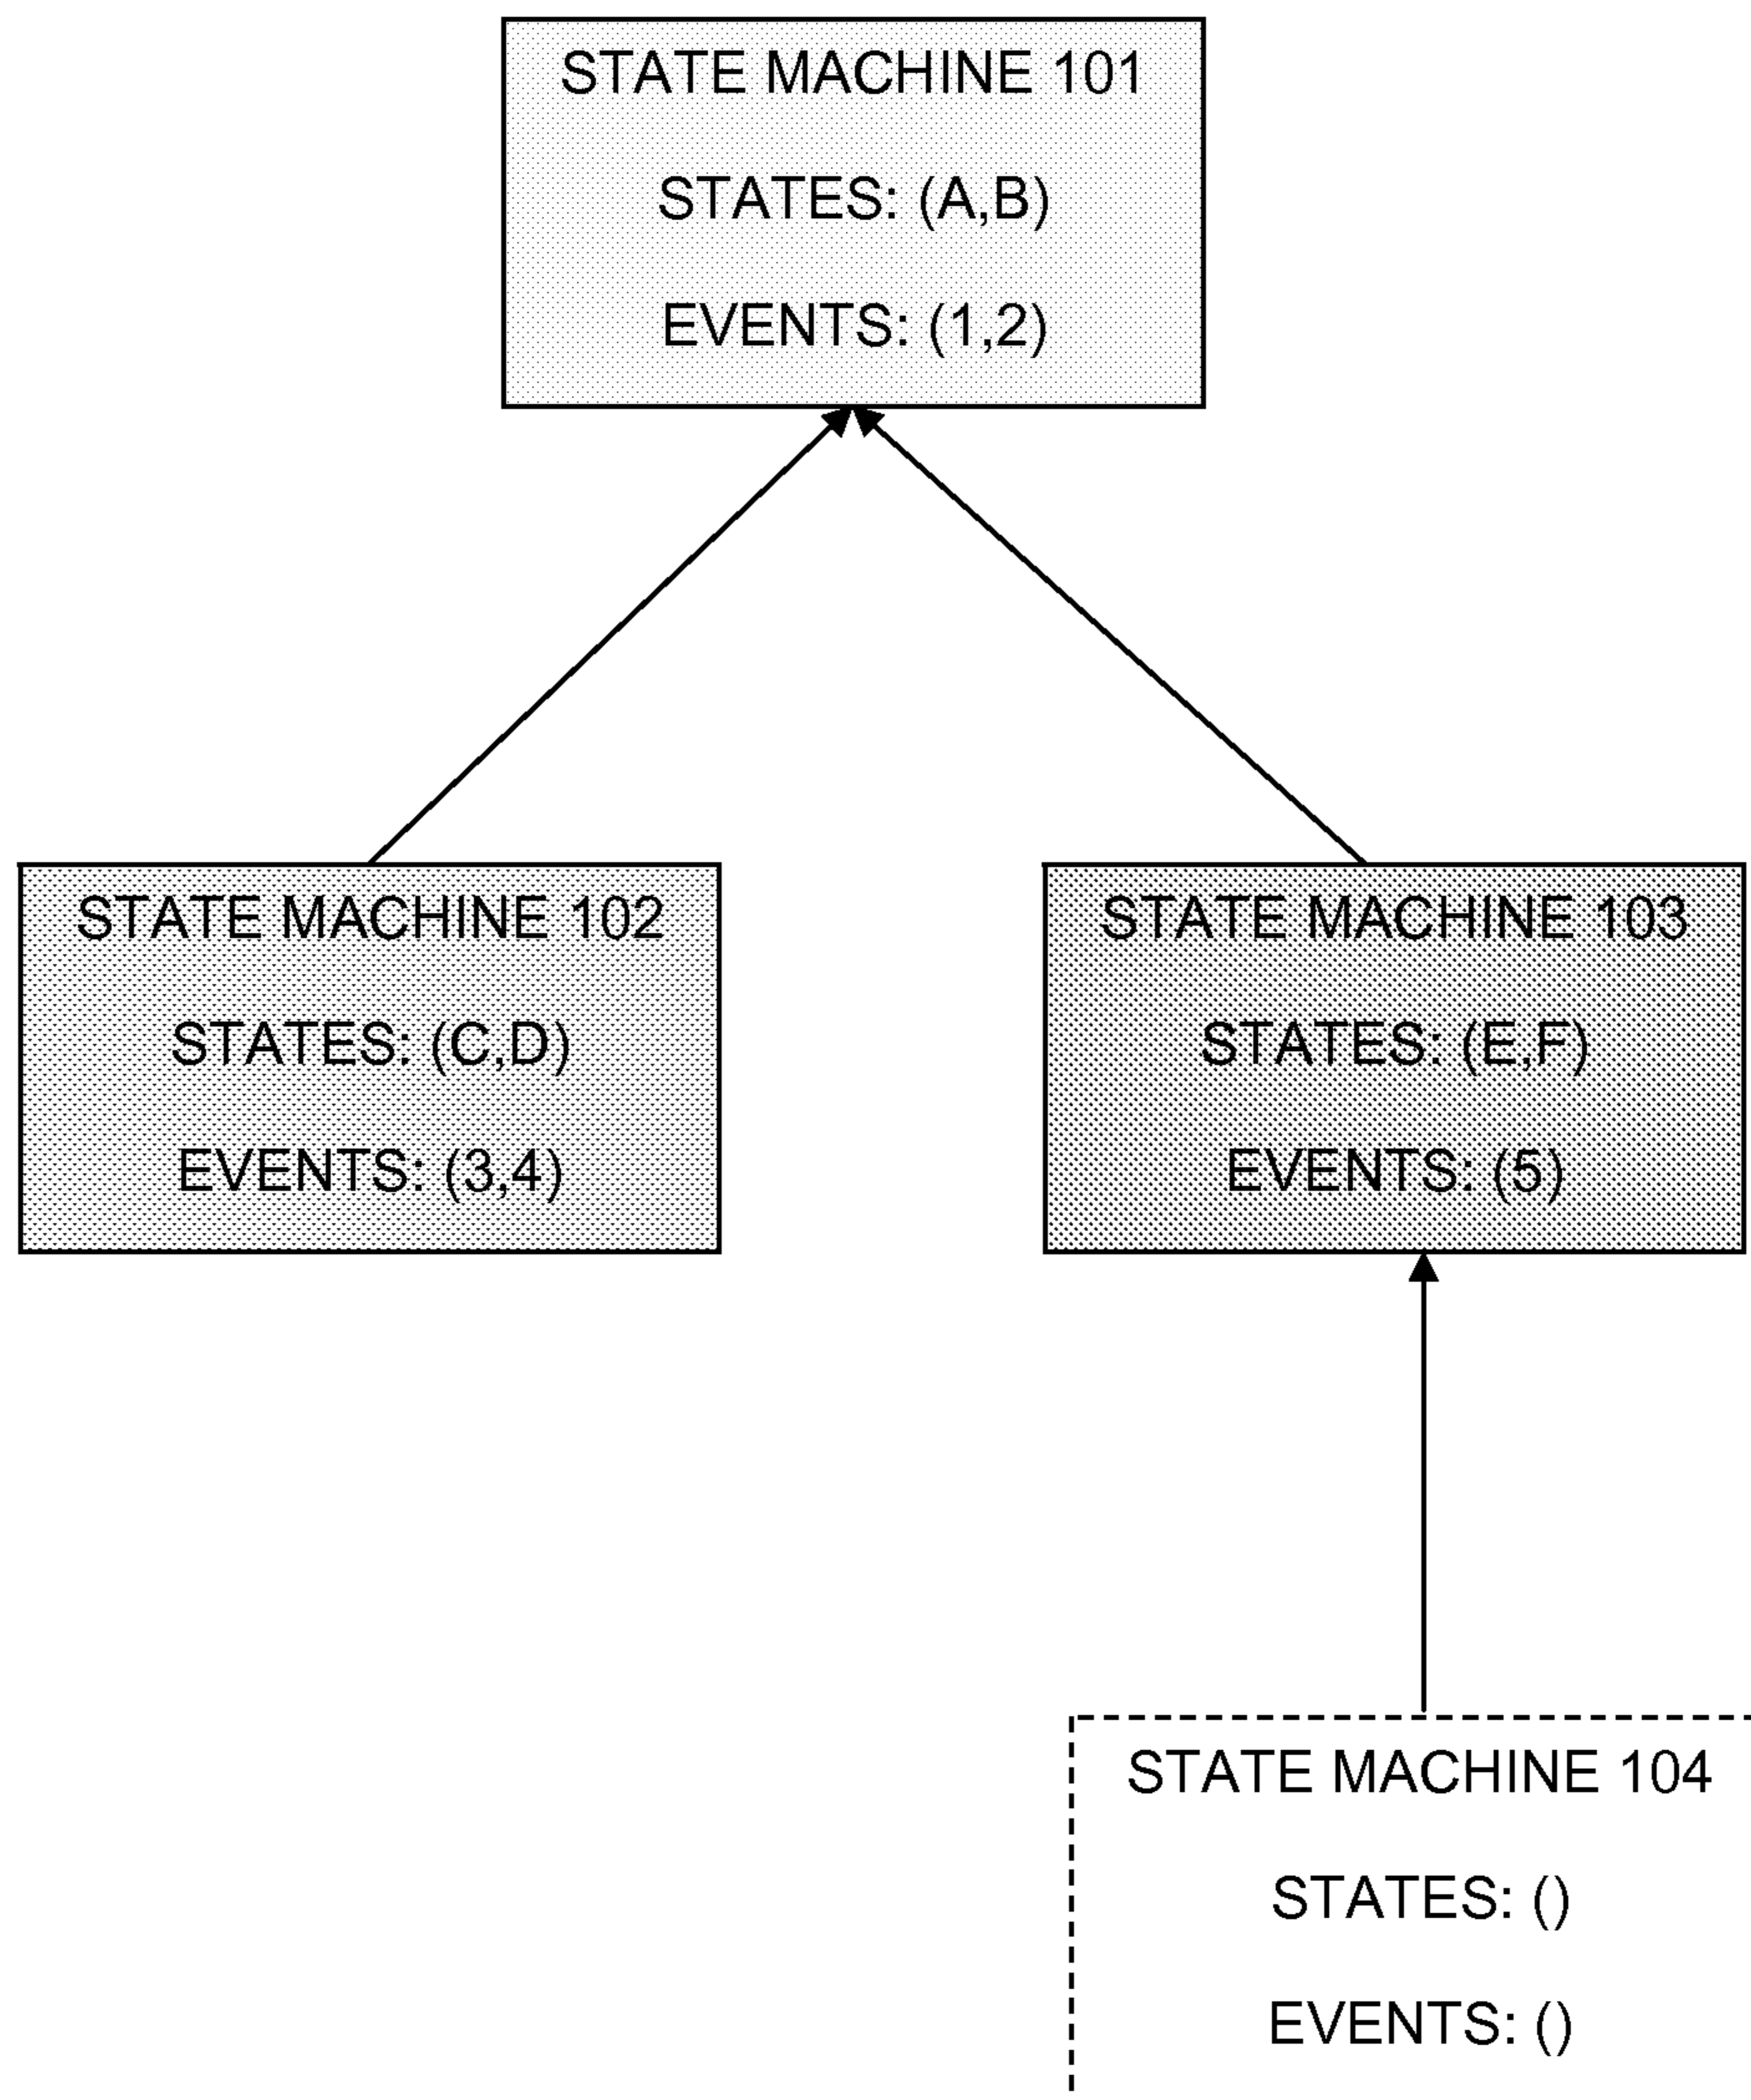 STATE MACHINE 101
STATES: (A,B)
EVENTS: (1,2)
STATE MACHINE 102
STATES: (C,D)
EVENTS: (3,4)
STATE MACHINE 103
STATES: (E,F)
EVENTS: (5)
STATE MACHINE 104
STATES: ()
EVENTS: ()